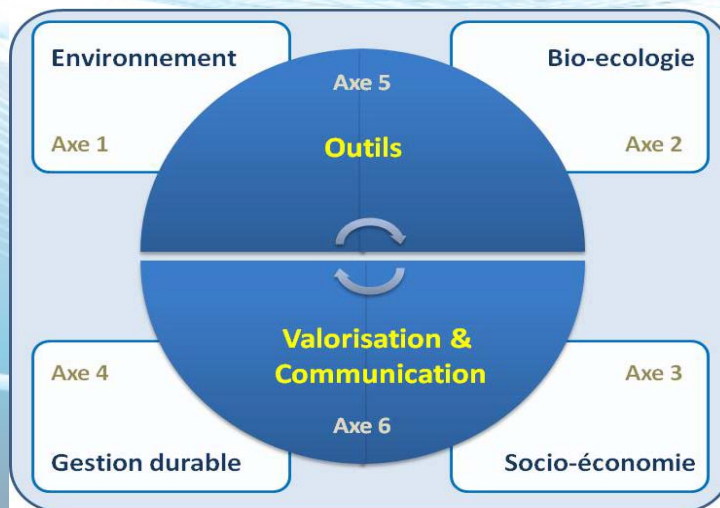 Environnement
Axe 1
Bio-ecologie
Axe 2
Axe 5
Outils
Valorisation &
Communication
Axe 6
Axe 4
Gestion durable
Axe 3
Socio-économie